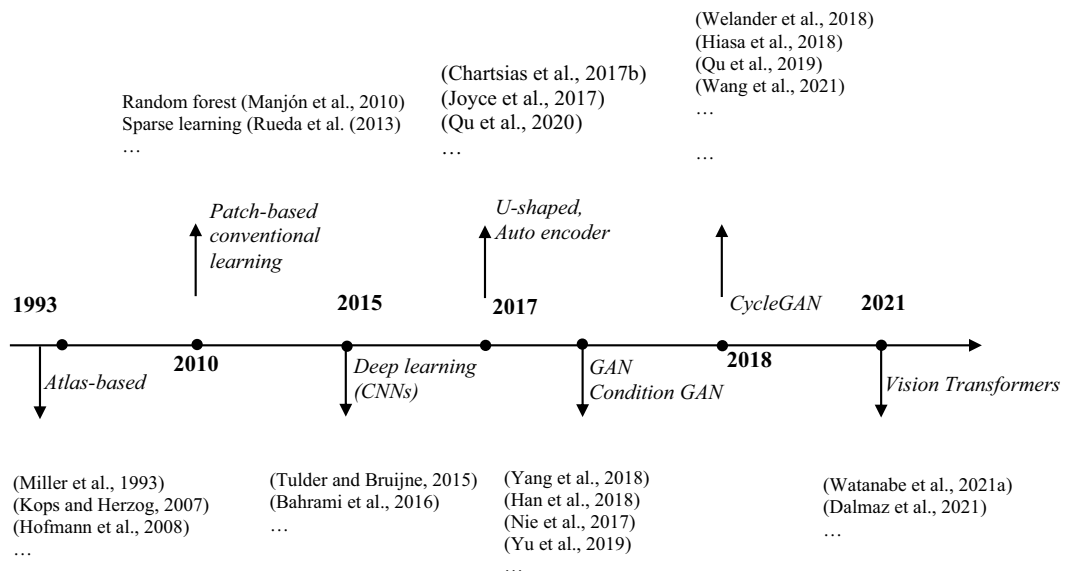 (Welander et al., 2018)
(Hiasa et al., 2018)
(Qu et al., 2019)
(Wang et al., 2021)
…
…
(Chartsias et al., 2017b)
(Joyce et al., 2017)
(Qu et al., 2020)
…
Random forest (Manjón et al., 2010)
Sparse learning (Rueda et al. (2013)
…
Patch-based
conventional
learning
U-shaped,
Auto encoder
1993
2015
2017
CycleGAN
2021
Atlas-based
2010
Deep learning
(CNNs)
GAN
Condition GAN
2018
Vision Transformers
(Miller et al., 1993)
(Kops and Herzog, 2007)
(Hofmann et al., 2008)
…
(Tulder and Bruijne, 2015)
(Bahrami et al., 2016)
…
(Yang et al., 2018)
(Han et al., 2018)
(Nie et al., 2017)
(Yu et al., 2019)
…
(Watanabe et al., 2021a)
(Dalmaz et al., 2021)
…